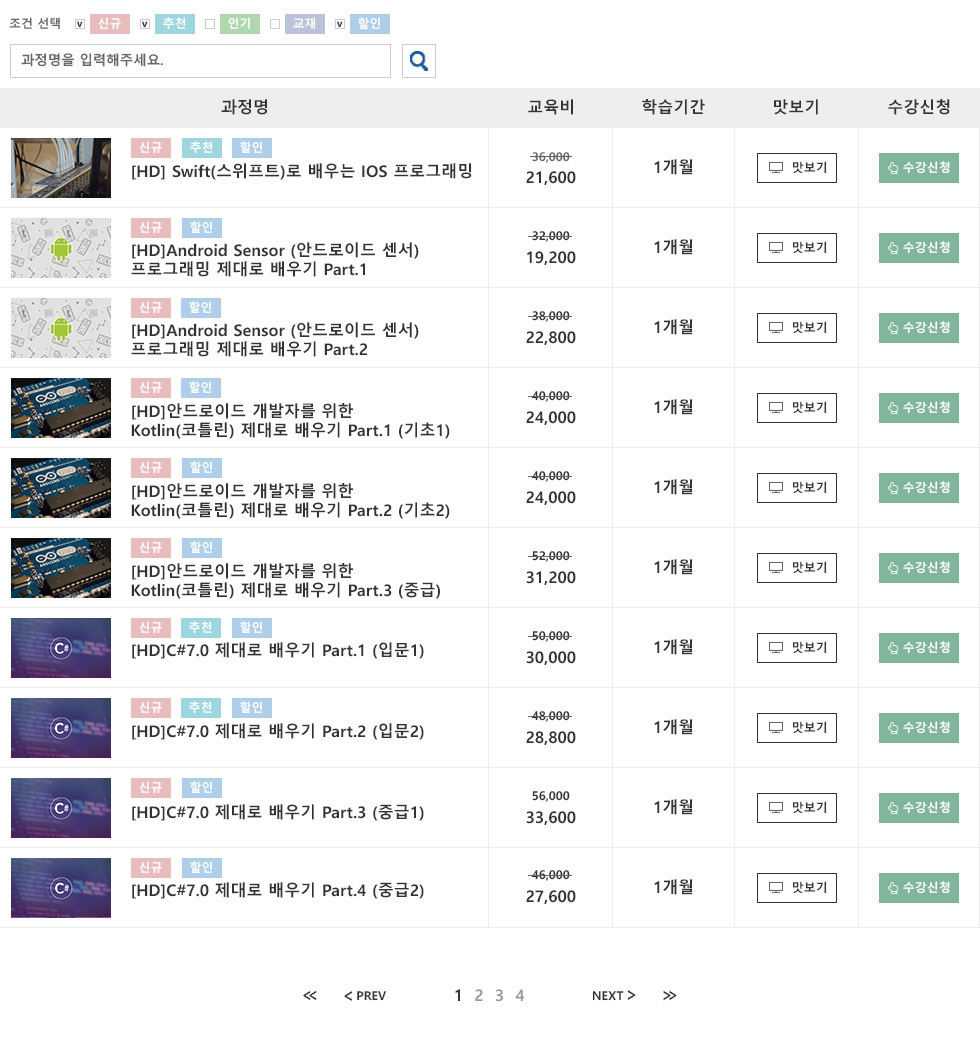 조건 선택 v 신규 v 추천 인기 교재 v 할인
과정명을 입력해주세요.
과정명 교육비 학습기간 맛보기 수강신청
신규 추천 할인
[HD] Swift(스위프트)로 배우는 IOS 프로그래밍
36,000
21,600
1개월 맛보기 수강신청
신규 할인
[HD]Android Sensor (안드로이드 센서)
프로그래밍 제대로 배우기 Part.1
32,000
19,200
1개월 맛보기 수강신청
신규 할인
[HD]Android Sensor (안드로이드 센서)
프로그래밍 제대로 배우기 Part.2
38,000
22,800
1개월 맛보기 수강신청
ARDUINO
신규 할인
[HD]안드로이드 개발자를 위한
Kotlin(코틀린) 제대로 배우기 Part.1 (기초1)
40,000
24,000
1개월 맛보기 수강신청
ARDUINO
신규 할인
[HD]안드로이드 개발자를 위한
Kotlin(코틀린) 제대로 배우기 Part.2 (기초2)
40,000
24,000
1개월 맛보기 수강신청
ARDUINO
신규 할인
[HD]안드로이드 개발자를 위한
Kotlin(코틀린) 제대로 배우기 Part.3 (중급)
52,000
31,200
1개월 맛보기 수강신청
C#
신규 추천 할인
[HD]C#7.0 제대로 배우기 Part.1 (입문1)
50,000
30,000
1개월 맛보기 수강신청
C#
신규 추천 할인
[HD]C#7.0 제대로 배우기 Part.2 (입문2)
48,000
28,800
1개월 맛보기 수강신청
C#
신규 할인
[HD]C#7.0 제대로 배우기 Part.3 (중급1)
56,000
33,600
1개월 맛보기 수강신청
C#
신규 할인
[HD]C#7.0 제대로 배우기 Part.4 (중급2)
46,000
27,600
1개월 맛보기 수강신청
≪ < PREV 1 2 3 4 NEXT > ≫